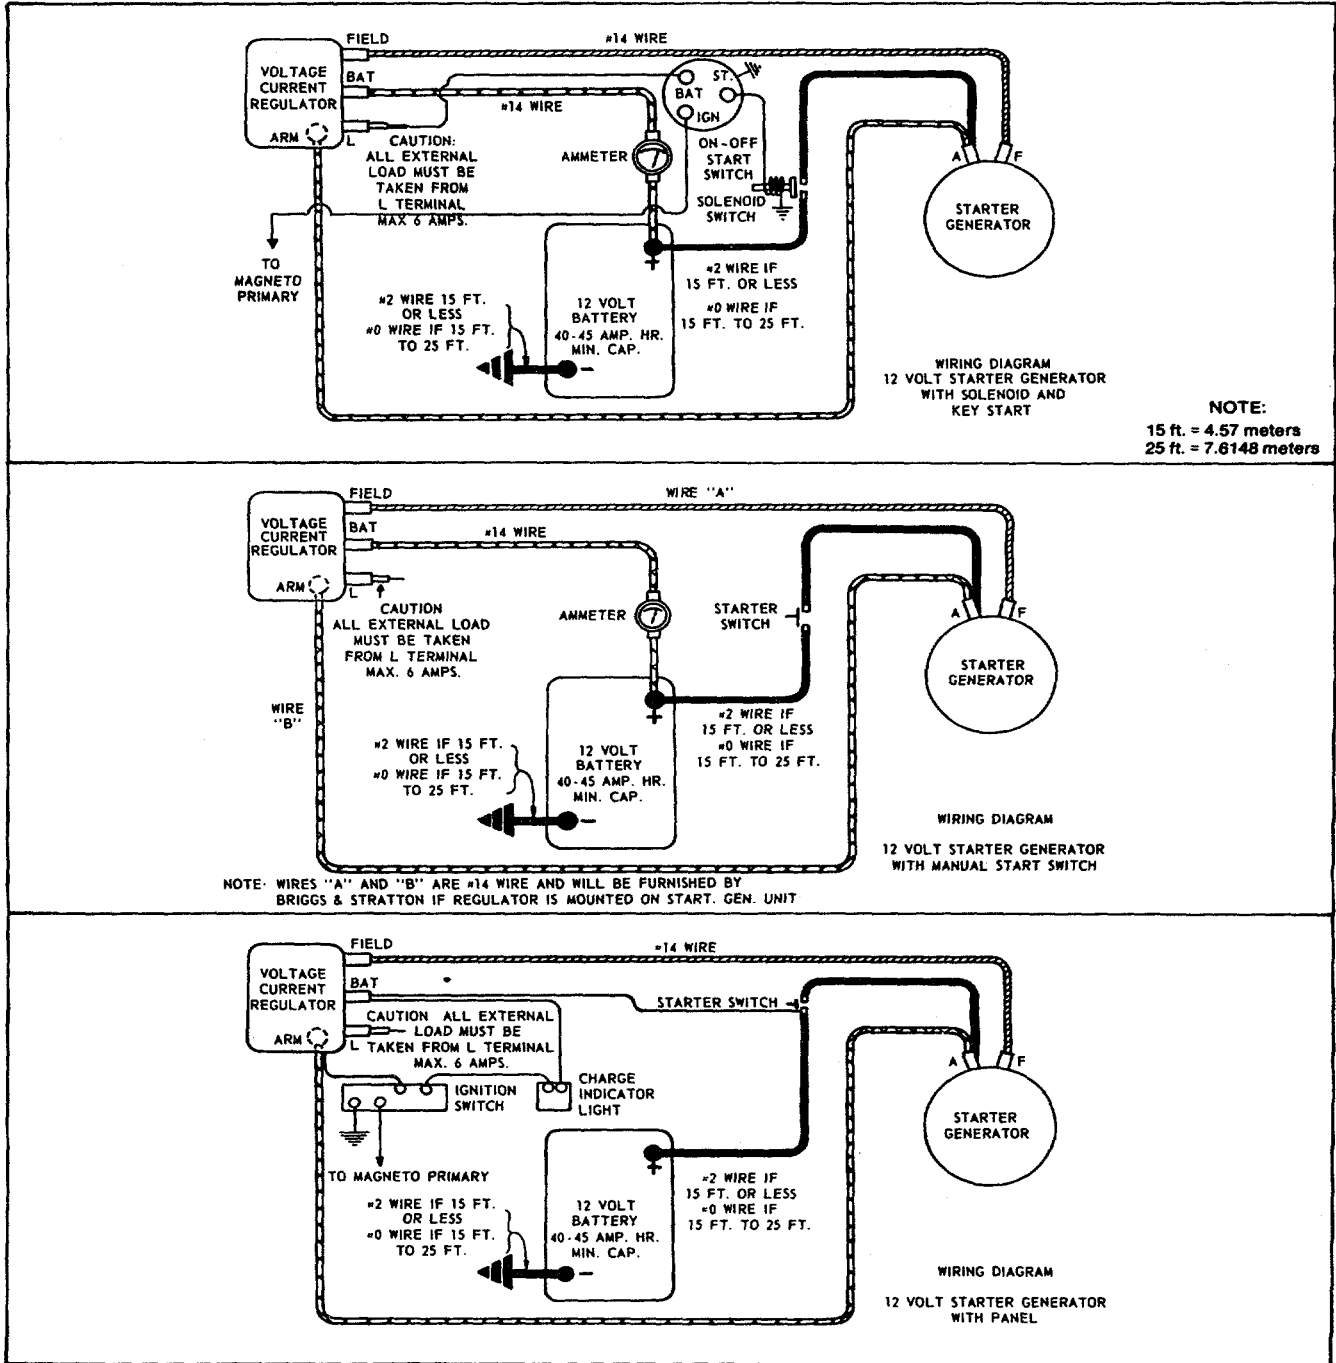 FIELD
#14 WIRE
VOLTAGE
CURRENT
REGULATOR
BAT
#14 WIRE
ARM
L
CAUTION:
ALL EXTERNAL
LOAD MUST BE
TAKEN FROM
L TERMINAL
MAX 6 AMPS.
ST.
BAT
IGN
ON-OFF
START
SWITCH
AMMETER
SOLENOID
SWITCH
A
F
STARTER
GENERATOR
TO
MAGNETO
PRIMARY
+
#2 WIRE IF
15 FT. OR LESS
#0 WIRE IF
15 FT. TO 25 FT.
#2 WIRE 15 FT.
OR LESS
#0 WIRE IF 15 FT.
TO 25 FT.
12 VOLT
BATTERY
40-45 AMP. HR.
MIN. CAP.
-
WIRING DIAGRAM
12 VOLT STARTER GENERATOR
WITH SOLENOID AND
KEY START
NOTE:
15 ft. = 4.57 meters
25 ft. = 7.6148 meters
FIELD
WIRE "A"
VOLTAGE
CURRENT
REGULATOR
BAT
#14 WIRE
ARM
L
CAUTION
ALL EXTERNAL LOAD
MUST BE TAKEN
FROM L TERMINAL
MAX. 6 AMPS.
AMMETER
STARTER
SWITCH
A
F
STARTER
GENERATOR
WIRE
"B"
+
#2 WIRE IF
15 FT. OR LESS
#0 WIRE IF
15 FT. TO 25 FT.
#2 WIRE IF 15 FT.
OR LESS
#0 WIRE IF 15 FT.
TO 25 FT.
12 VOLT
BATTERY
40-45 AMP. HR.
MIN. CAP.
-
WIRING DIAGRAM
12 VOLT STARTER GENERATOR
WITH MANUAL START SWITCH
NOTE: WIRES "A" AND "B" ARE #14 WIRE AND WILL BE FURNISHED BY
BRIGGS & STRATTON IF REGULATOR IS MOUNTED ON START. GEN. UNIT
FIELD
#14 WIRE
VOLTAGE
CURRENT
REGULATOR
BAT
STARTER SWITCH
ARM
L
CAUTION ALL EXTERNAL
LOAD MUST BE
TAKEN FROM L TERMINAL
MAX. 6 AMPS.
IGNITION
SWITCH
CHARGE
INDICATOR
LIGHT
A
F
STARTER
GENERATOR
TO MAGNETO PRIMARY
+
#2 WIRE IF
15 FT. OR LESS
#0 WIRE IF
15 FT. TO 25 FT.
#2 WIRE IF 15 FT.
OR LESS
#0 WIRE IF 15 FT.
TO 25 FT.
12 VOLT
BATTERY
40-45 AMP. HR.
MIN. CAP.
-
WIRING DIAGRAM
12 VOLT STARTER GENERATOR
WITH PANEL